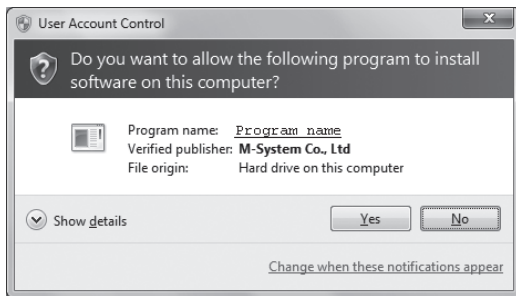 User Account Control
x
Do you want to allow the following program to install
software on this computer?
Program name: Program name
Verified publisher: M-System Co., Ltd
File origin: Hard drive on this computer
Show details
Yes
No
Change when these notifications appear